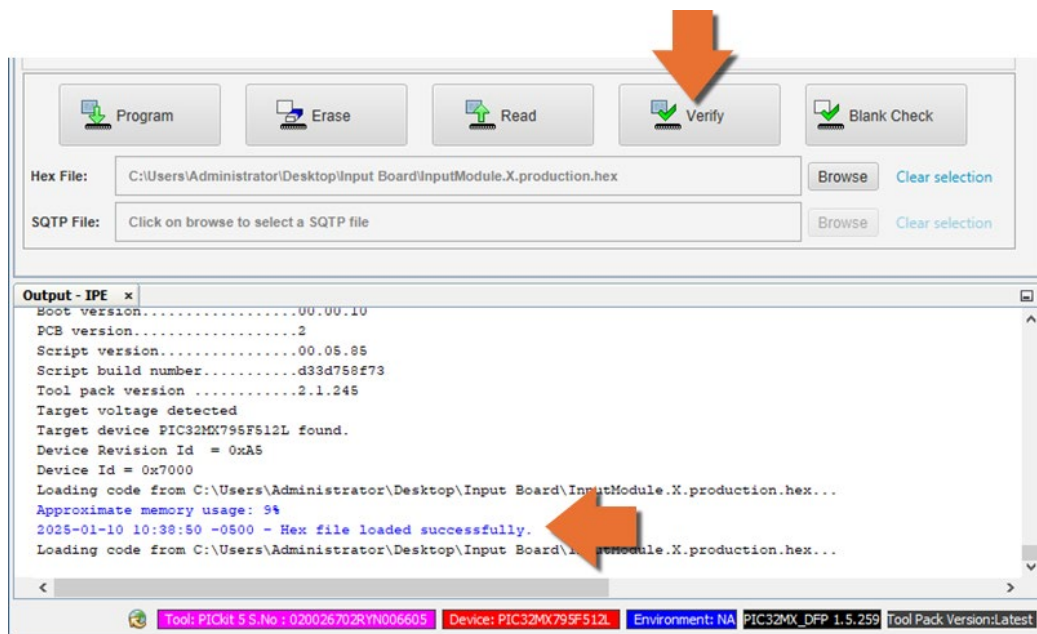 Program Erase Read Verify Blank Check
Hex File: C:\Users\Administrator\Desktop\Input Board\InputModule.X.production.hex Browse Clear selection
SQTP File: Click on browse to select a SQTP file Browse Clear selection
Output - IPE ×
Boot version...................00.00.10
PCB version....................2
Script version.................00.05.85
Script build number...........d33d758f73
Tool pack version ............2.1.245
Target voltage detected
Target device PIC32MX795F512L found.
Device Revision Id = 0xA5
Device Id = 0x7000
Loading code from C:\Users\Administrator\Desktop\Input Board\InputModule.X.production.hex...
Approximate memory usage: 9%
2025-01-10 10:38:50 -0500 - Hex file loaded successfully.
Loading code from C:\Users\Administrator\Desktop\Input Board\InputModule.X.production.hex...
Tool: PICkit 5 S.No : 020026702RYN006605 Device: PIC32MX795F512L Environment: NA PIC32MX_DFP 1.5.259 Tool Pack Version:Latest